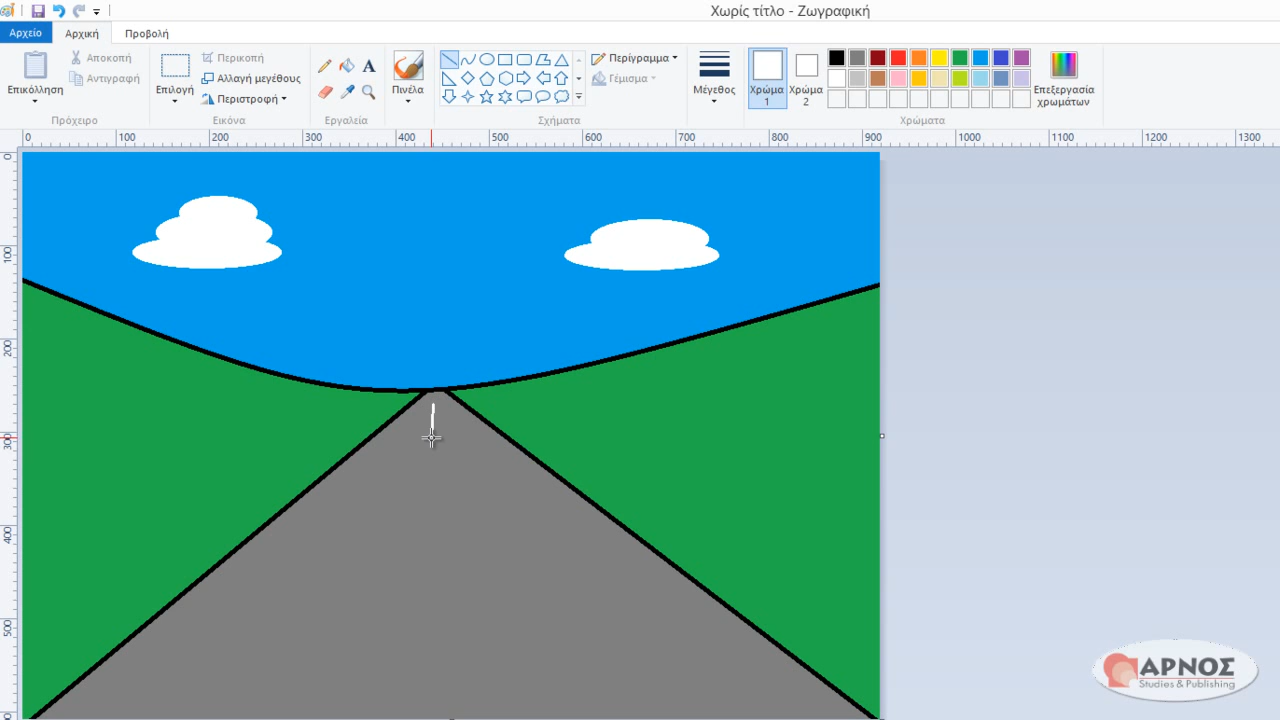 Χωρίς τίτλο - Ζωγραφική
Αρχείο Αρχική Προβολή
Επικόλληση
Αποκοπή
Αντιγραφή
Πρόχειρο
Επιλογή
Περικοπή
Αλλαγή μεγέθους
Περιστροφή
Εικόνα
A
Εργαλεία
Πινέλα
Περίγραμμα
Γέμισμα
Σχήματα
Μέγεθος
Χρώμα 1
Χρώμα 2
Επεξεργασία χρωμάτων
Χρώματα
0 100 200 300 400 500 600 700 800 900 1000 1100 1200 1300
0
100
200
300
400
500
ΑΡΝΟΣ
Studies & Publishing